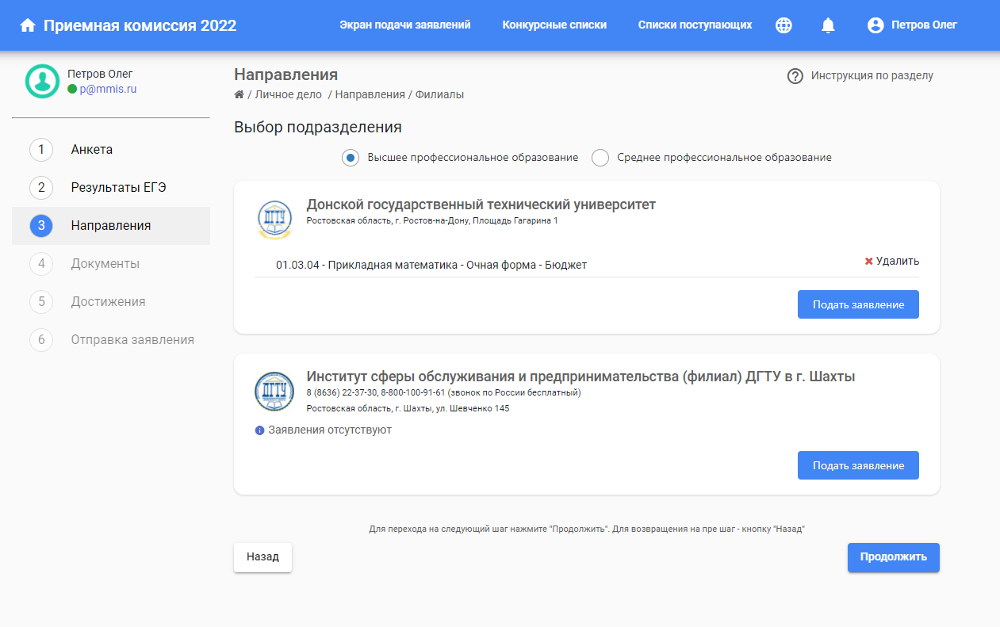 Приемная комиссия 2022
Экран подачи заявлений
Конкурсные списки
Списки поступающих
Петров Олег
Петров Олег
p@mmis.ru
1 Анкета
2 Результаты ЕГЭ
3 Направления
4 Документы
5 Достижения
6 Отправка заявления
Направления
Инструкция по разделу
/ Личное дело / Направления / Филиалы
Выбор подразделения
Высшее профессиональное образование
Среднее профессиональное образование
ДГТУ
Донской государственный технический университет
Ростовская область, г. Ростов-на-Дону, Площадь Гагарина 1
01.03.04 - Прикладная математика - Очная форма - Бюджет
Удалить
Подать заявление
ДГТУ
Институт сферы обслуживания и предпринимательства (филиал) ДГТУ в г. Шахты
8 (8636) 22-37-30, 8-800-100-91-61 (звонок по России бесплатный)
Ростовская область, г. Шахты, ул. Шевченко 145
Заявления отсутствуют
Подать заявление
Для перехода на следующий шаг нажмите "Продолжить". Для возвращения на пре шаг - кнопку "Назад"
Назад
Продолжить